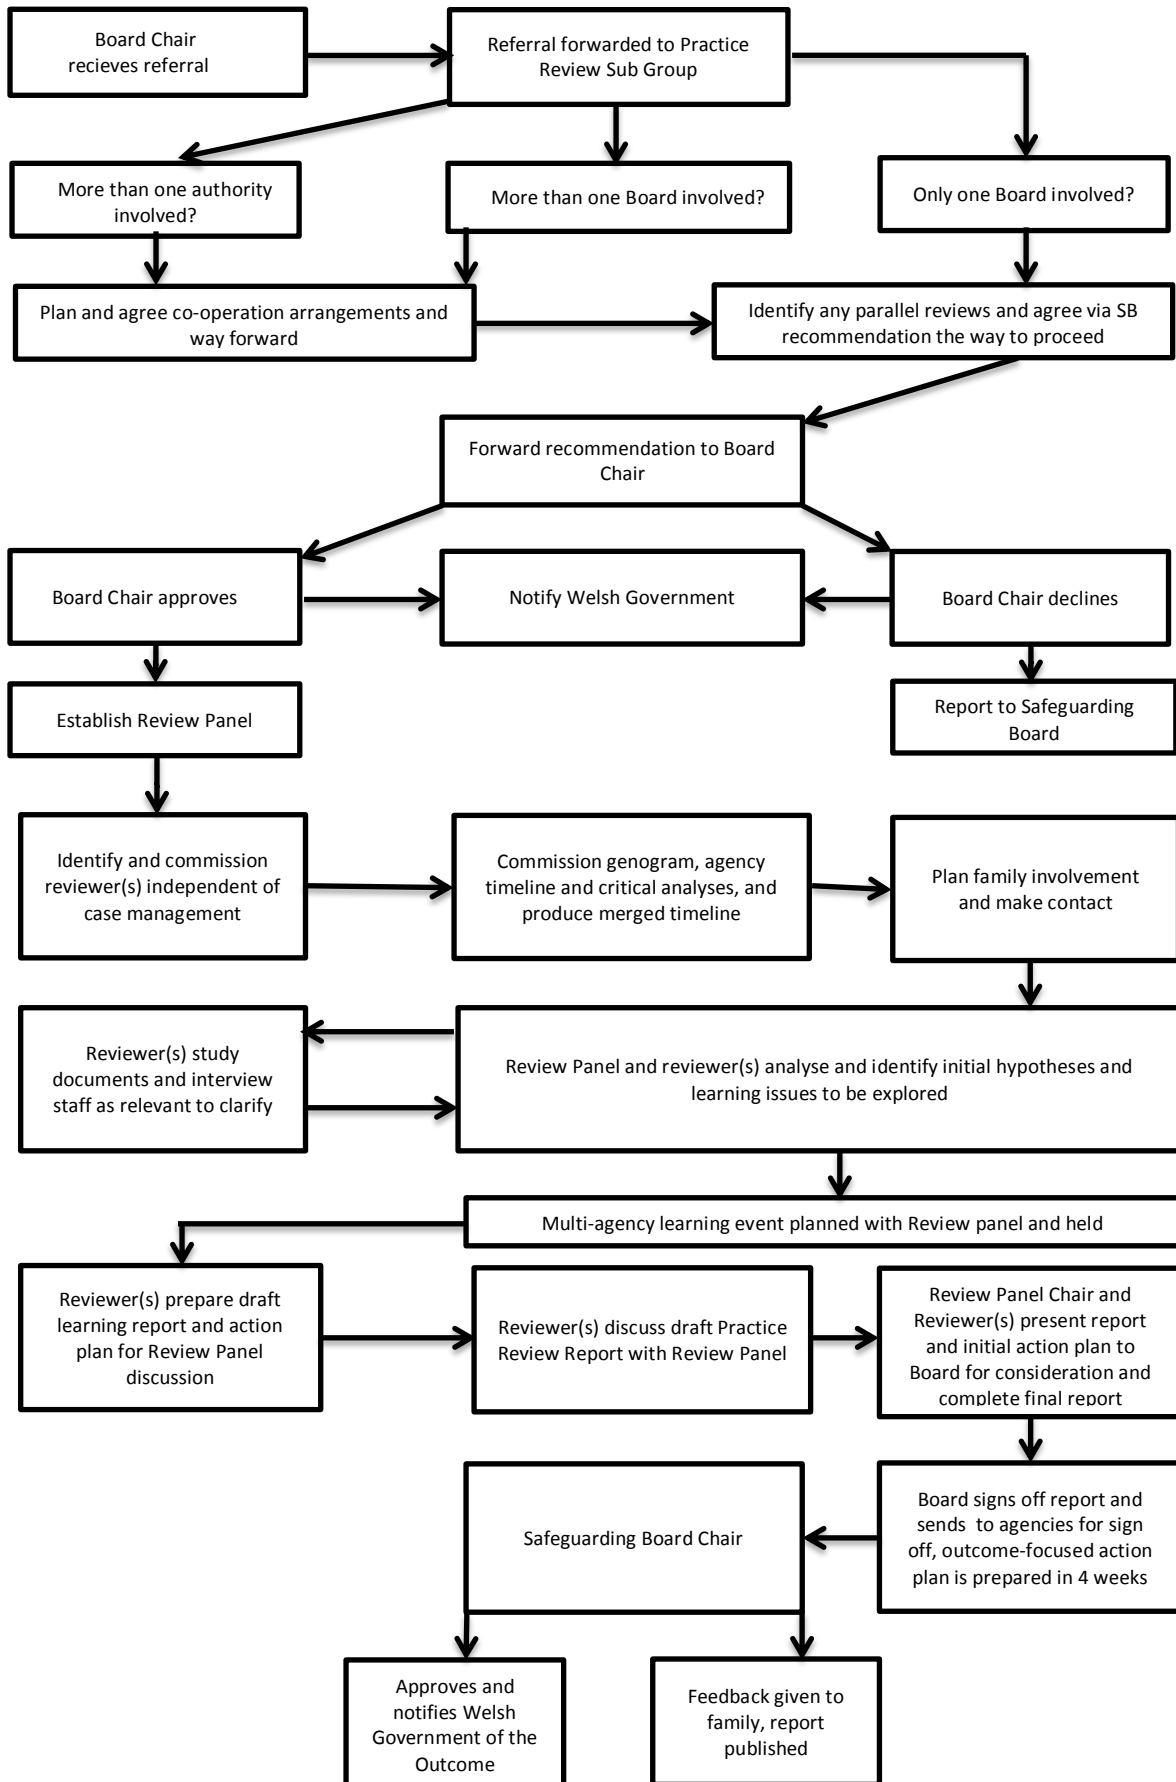 Board Chair
recieves referral
Referral forwarded to Practice
Review Sub Group
More than one authority
involved?
More than one Board involved?
Only one Board involved?
Plan and agree co-operation arrangements and
way forward
Identify any parallel reviews and agree via SB
recommendation the way to proceed
Forward recommendation to Board
Chair
Board Chair approves
Notify Welsh Government
Board Chair declines
Establish Review Panel
Report to Safeguarding
Board
Identify and commission
reviewer(s) independent of
case management
Commission genogram, agency
timeline and critical analyses, and
produce merged timeline
Plan family involvement
and make contact
Reviewer(s) study
documents and interview
staff as relevant to clarify
Review Panel and reviewer(s) analyse and identify initial hypotheses and
learning issues to be explored
Multi-agency learning event planned with Review panel and held
Reviewer(s) prepare draft
learning report and action
plan for Review Panel
discussion
Reviewer(s) discuss draft Practice
Review Report with Review Panel
Review Panel Chair and
Reviewer(s) present report
and initial action plan to
Board for consideration and
complete final report
Safeguarding Board Chair
Board signs off report and
sends to agencies for sign
off, outcome-focused action
plan is prepared in 4 weeks
Approves and
notifies Welsh
Government of the
Outcome
Feedback given to
family, report
published